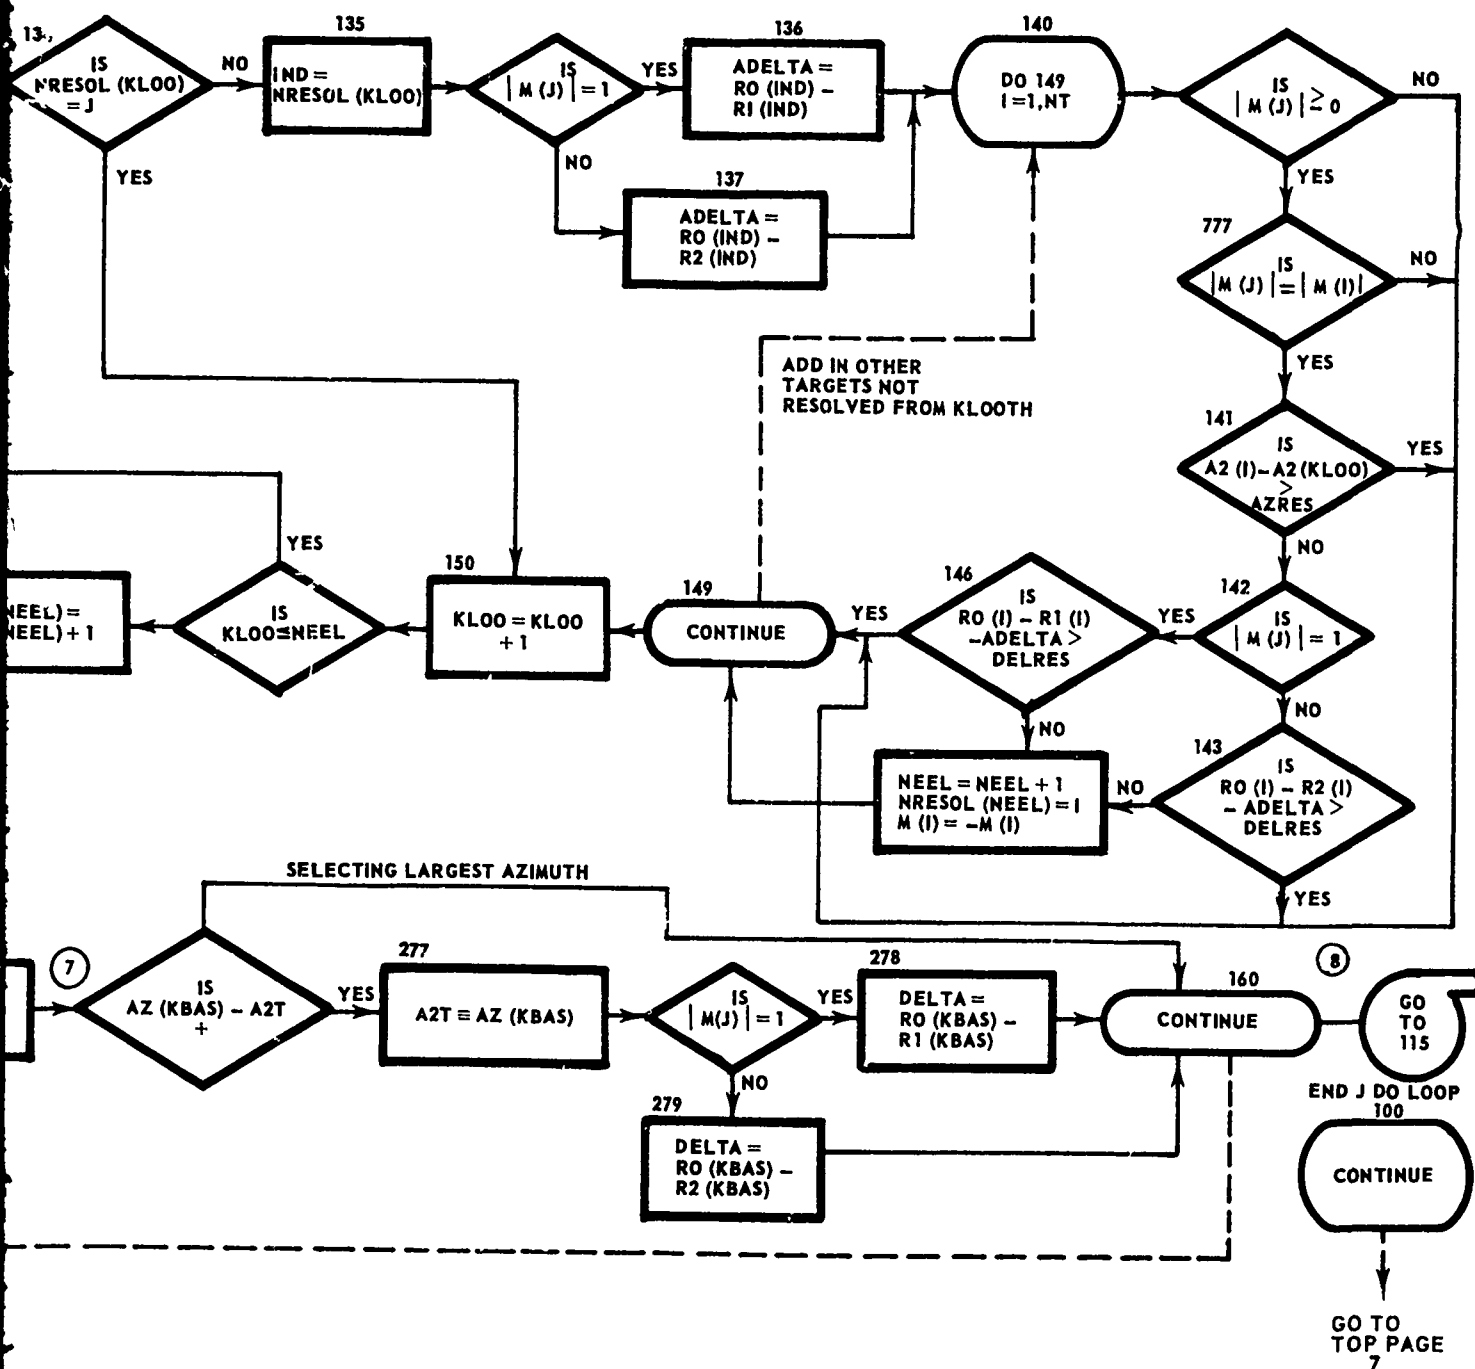 13
IS
NRESOL (KLOO)
= J
NO
YES
135
IND =
NRESOL (KLOO)
IS
| M (J) | = 1
YES
NO
136
ADELTA =
RO (IND) –
R1 (IND)
137
ADELTA =
RO (IND) –
R2 (IND)
140
DO 149
I = 1, NT
IS
| M (J) | ≥ 0
NO
YES
777
IS
| M (J) | = | M (I) |
NO
YES
ADD IN OTHER
TARGETS NOT
RESOLVED FROM KLOOTH
141
IS
A2 (I) – A2 (KLOO)
>
AZRES
YES
NO
142
IS
| M (J) | = 1
YES
NO
146
IS
RO (I) – R1 (I)
– ADELTA >
DELRES
YES
NO
149
CONTINUE
150
KLOO = KLOO
+ 1
YES
IS
KLOO ≤ NEEL
NEEL) =
NEEL) + 1
143
IS
RO (I) – R2 (I)
– ADELTA >
DELRES
NO
YES
NEEL = NEEL + 1
NRESOL (NEEL) = I
M (I) = – M (I)
SELECTING LARGEST AZIMUTH
7
IS
AZ (KBAS) – A2T
+
YES
277
A2T ≡ AZ (KBAS)
IS
| M(J) | = 1
YES
NO
278
DELTA =
RO (KBAS) –
R1 (KBAS)
279
DELTA =
RO (KBAS) –
R2 (KBAS)
160
CONTINUE
8
GO
TO
115
END J DO LOOP
100
CONTINUE
GO TO
TOP PAGE
7